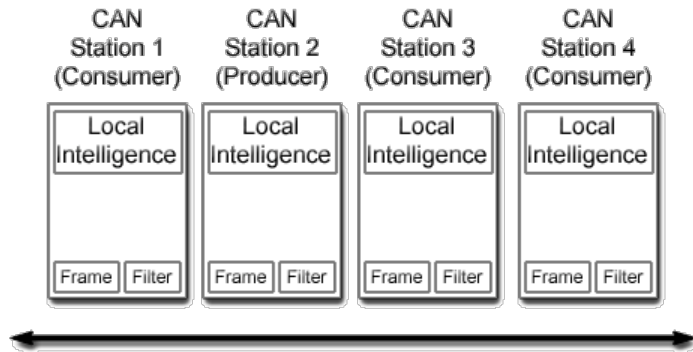 CAN
Station 1
(Consumer)
CAN
Station 2
(Producer)
CAN
Station 3
(Consumer)
CAN
Station 4
(Consumer)
Local
Intelligence
Local
Intelligence
Local
Intelligence
Local
Intelligence
Frame
Filter
Frame
Filter
Frame
Filter
Frame
Filter